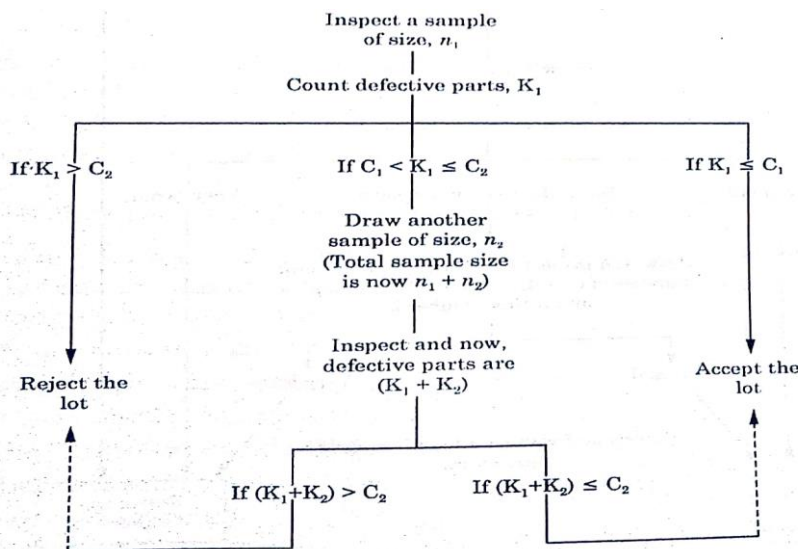 Inspect a sample
of size, n₁
Count defective parts, K₁
If K₁ > C₂
If C₁ < K₁ ≤ C₂
If K₁ ≤ C₁
Draw another
sample of size, n₂
(Total sample size
is now n₁ + n₂)
Inspect and now,
defective parts are
(K₁ + K₂)
Reject the
lot
Accept the
lot
If (K₁+K₂) > C₂
If (K₁+K₂) ≤ C₂